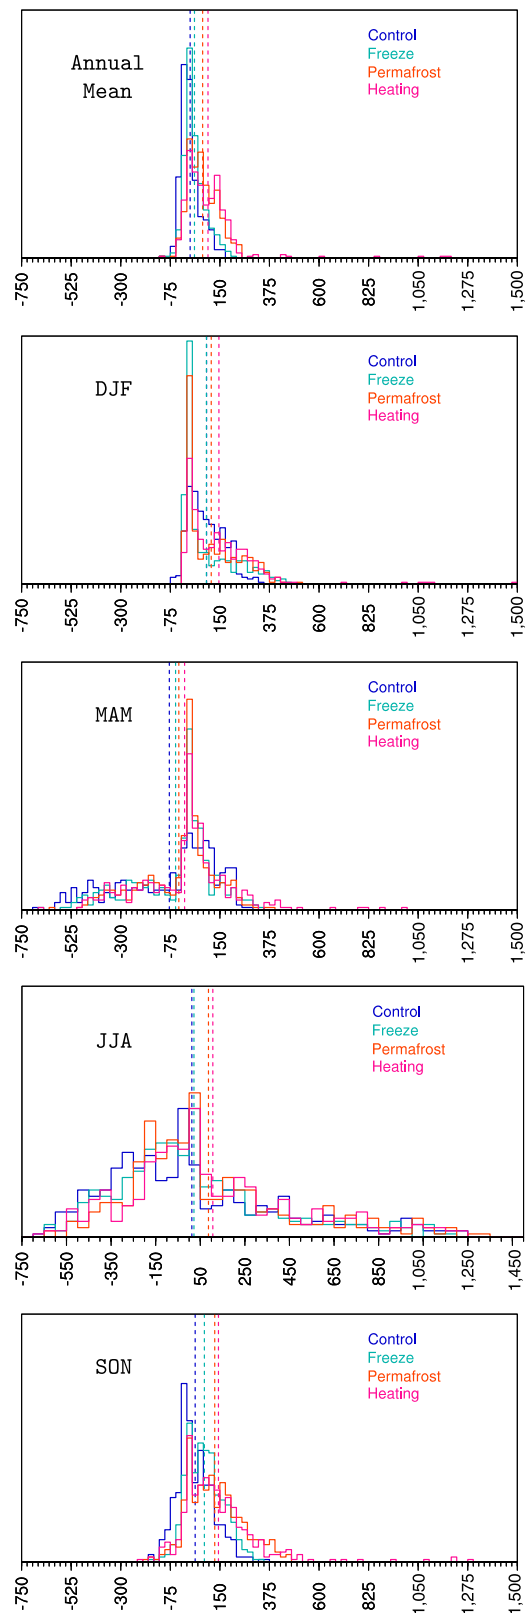 Annual
Mean
Control
Freeze
Permafrost
Heating
-750 -525 -300 -75 150 375 600 825 1,050 1,275 1,500
DJF
Control
Freeze
Permafrost
Heating
-750 -525 -300 -75 150 375 600 825 1,050 1,275 1,500
MAM
Control
Freeze
Permafrost
Heating
-750 -525 -300 -75 150 375 600 825 1,050 1,275 1,500
JJA
Control
Freeze
Permafrost
Heating
-750 -550 -350 -150 50 250 450 650 850 1,050 1,250 1,450
SON
Control
Freeze
Permafrost
Heating
-750 -525 -300 -75 150 375 600 825 1,050 1,275 1,500